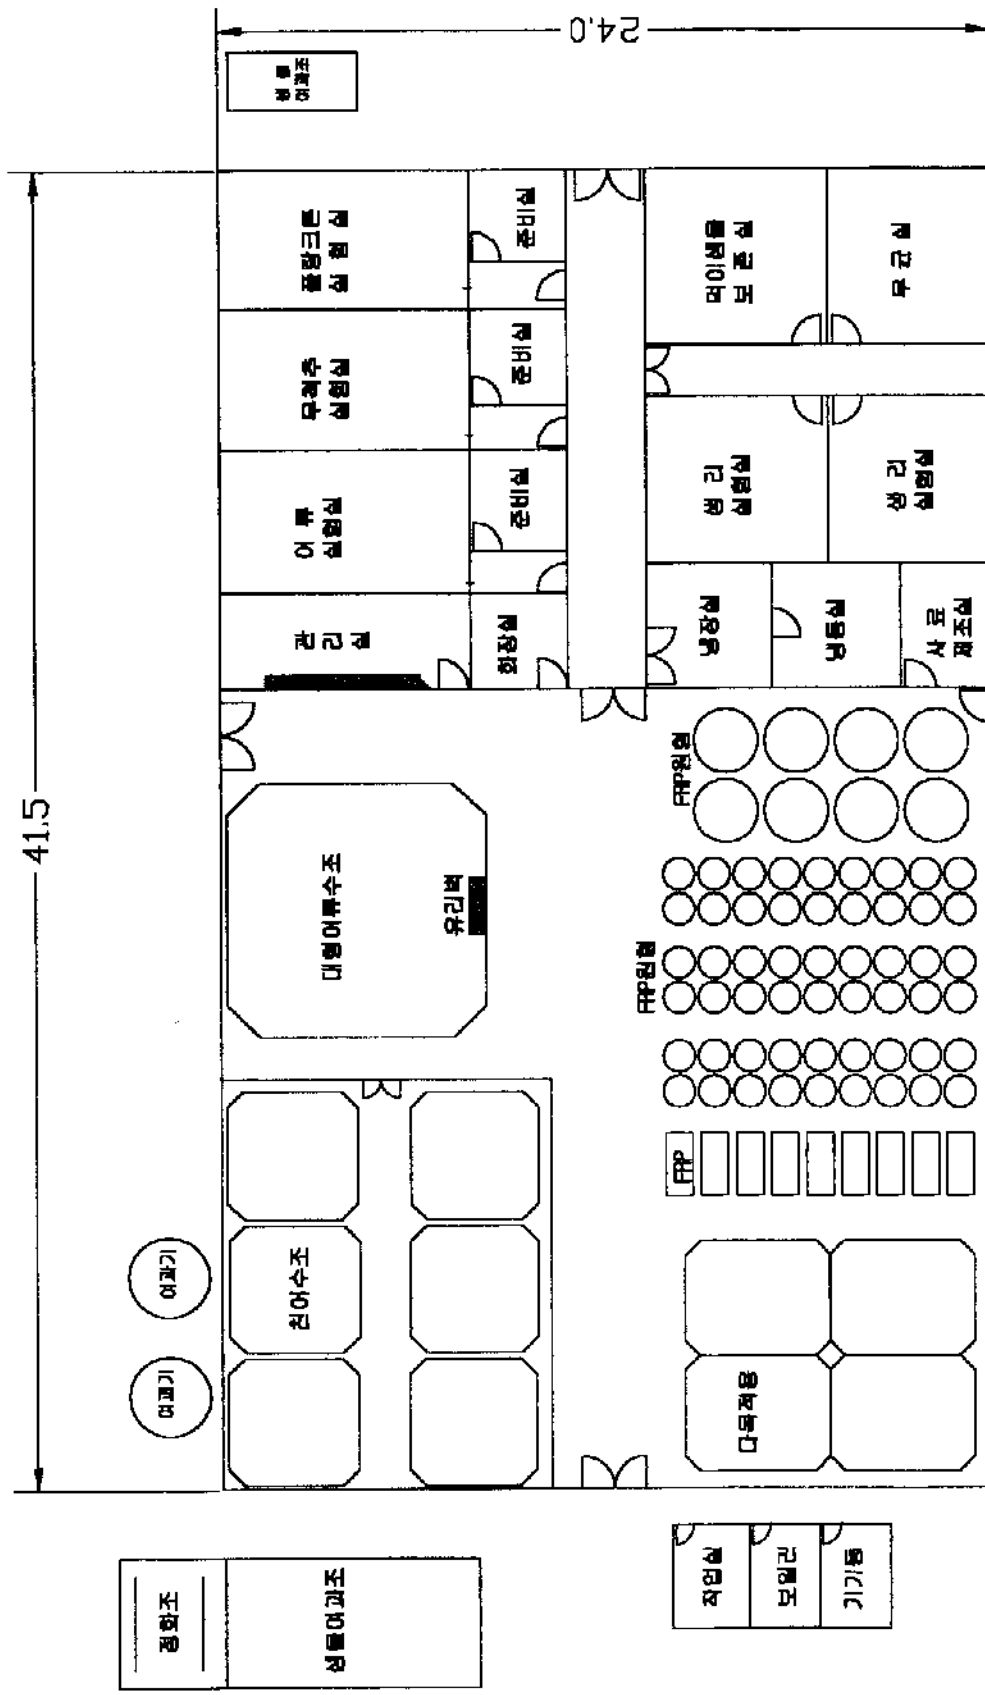 41.5
24.0
정화조
생물여과조
여과기
여과기
친어수조
대형어류수조
유리벽
관 리
실
화장실
어 류
실험실
준비실
무척추
실험실
준비실
플랑크톤
실 험 실
준비실
여과조
작업실
보일러
기기동
다목적용
FRP
FRP원형
FRP원형
냉장실
냉동실
사 료
제조실
생 리
실험실
생 리
실험실
먹이생물
보 존 실
무 균 실